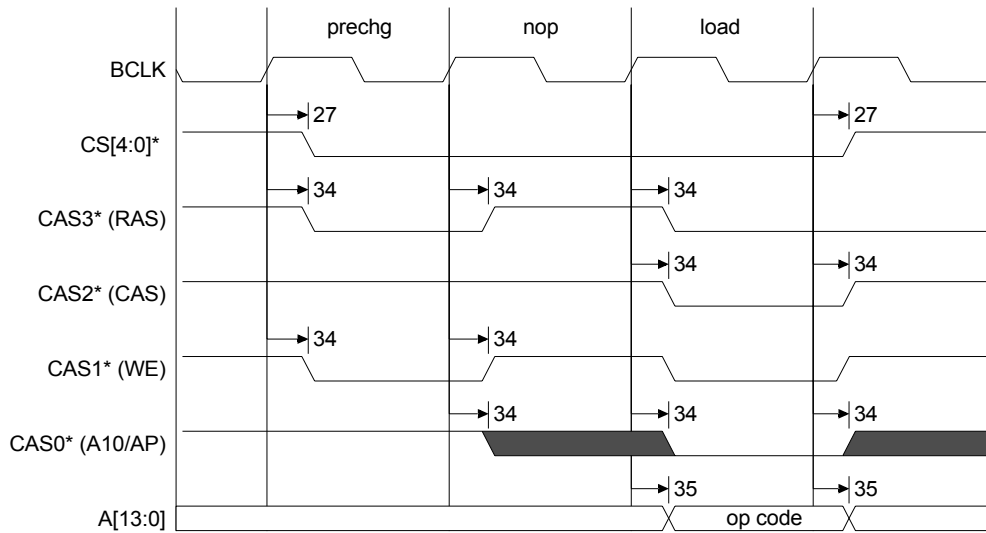 prechg nop load
BCLK
27 27
CS[4:0]*
34 34 34
CAS3* (RAS)
34 34
CAS2* (CAS)
34 34
CAS1* (WE)
34 34 34
CAS0* (A10/AP)
35 35
A[13:0] op code